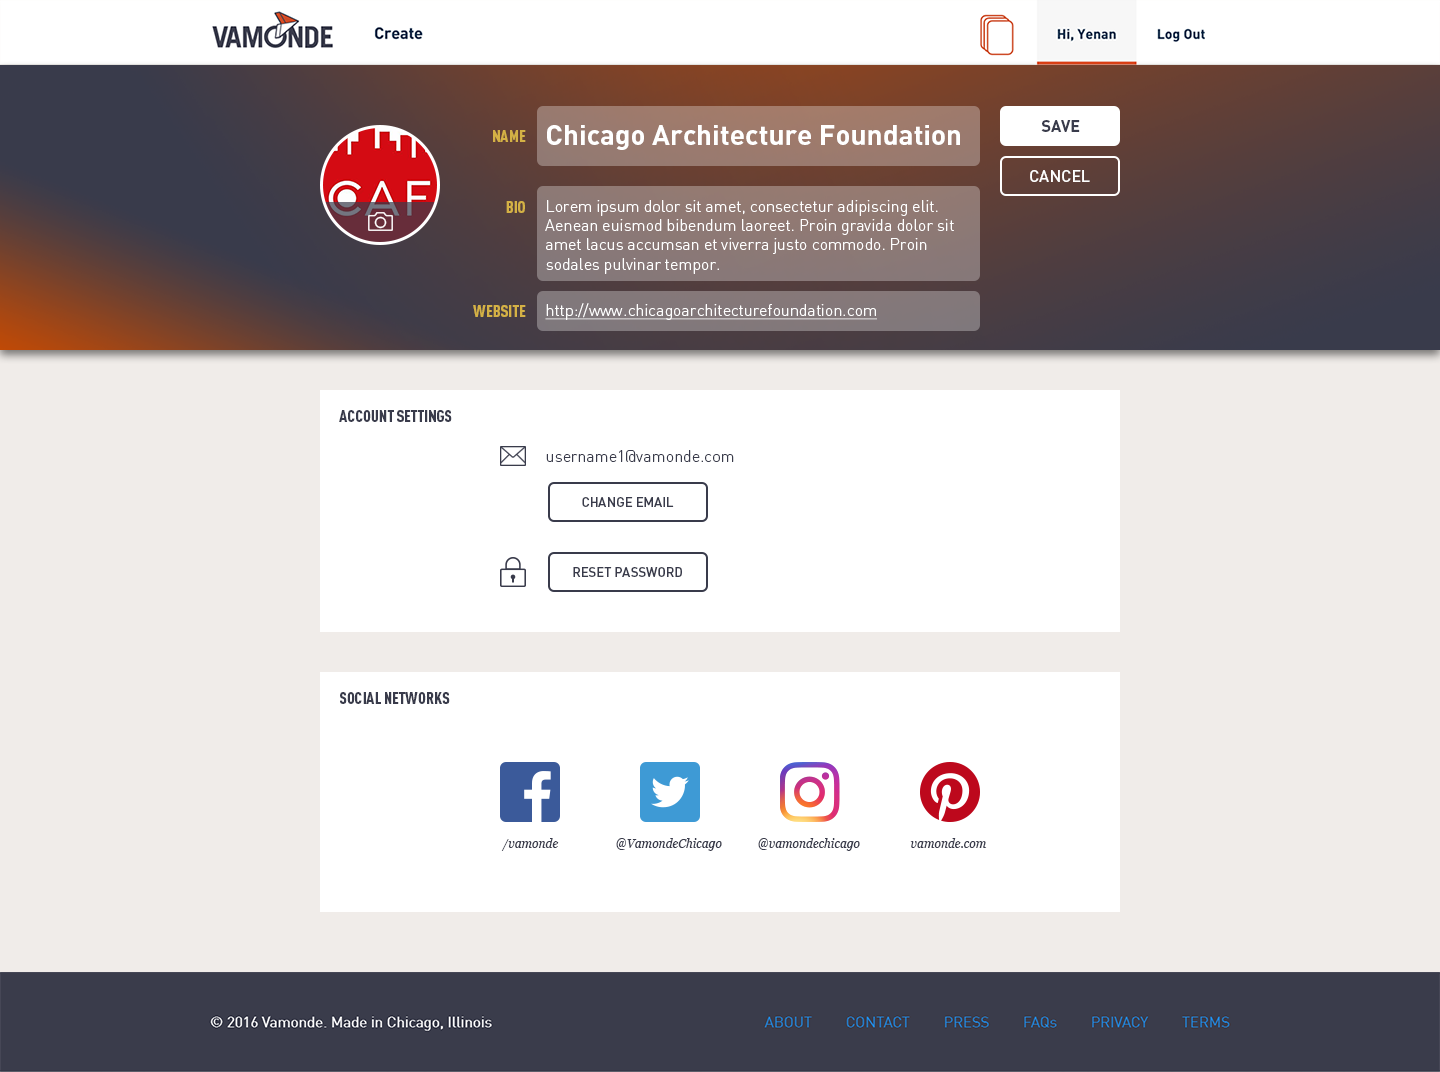 VAMONDE
Create
Hi, Yenan
Log Out
CAF
NAME
Chicago Architecture Foundation
SAVE
CANCEL
BIO
Lorem ipsum dolor sit amet, consectetur adipiscing elit.
Aenean euismod bibendum laoreet. Proin gravida dolor sit
amet lacus accumsan et viverra justo commodo. Proin
sodales pulvinar tempor.
WEBSITE
http://www.chicagoarchitecturefoundation.com
ACCOUNT SETTINGS
username1@vamonde.com
CHANGE EMAIL
RESET PASSWORD
SOCIAL NETWORKS
/vamonde
@VamondeChicago
@vamondechicago
vamonde.com
© 2016 Vamonde. Made in Chicago, Illinois
ABOUT
CONTACT
PRESS
FAQs
PRIVACY
TERMS